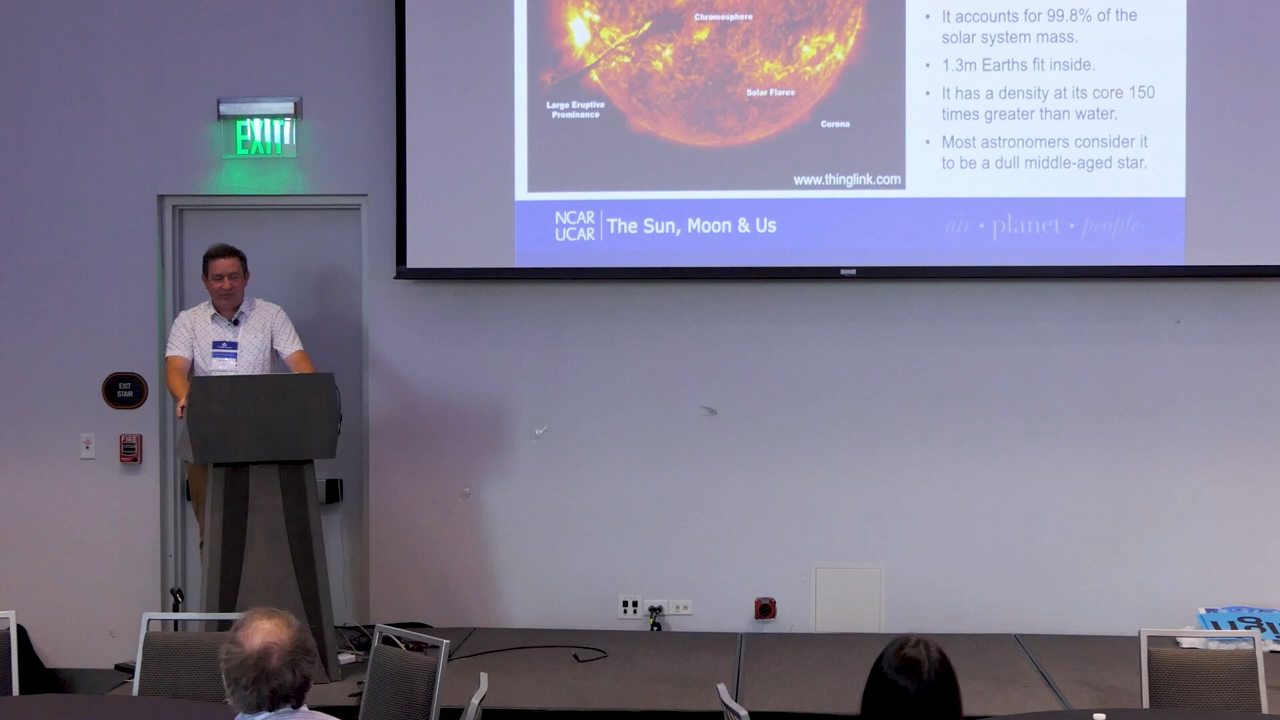 Chromosphere
Solar Flares
Large Eruptive
Prominence
Corona
www.thinglink.com
• It accounts for 99.8% of the
solar system mass.
• 1.3m Earths fit inside.
• It has a density at its core 150
times greater than water.
• Most astronomers consider it
to be a dull middle-aged star.
NCAR
UCAR
The Sun, Moon & Us
air • planet • people
EXIT
EXIT
STAIR
FIRE